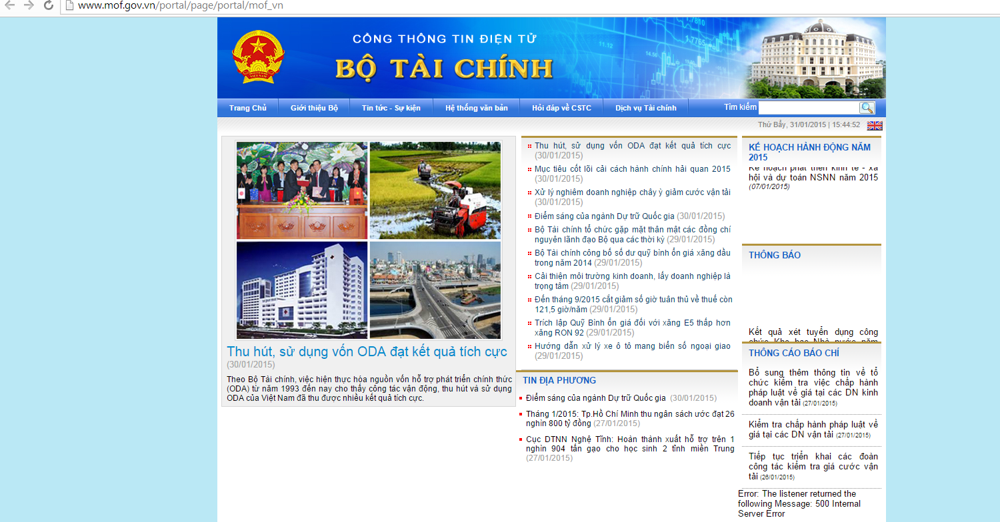 www.mof.gov.vn/portal/page/portal/mof_vn
CỔNG THÔNG TIN ĐIỆN TỬ
BỘ TÀI CHÍNH
VIỆT NAM
11.12
1.7810
1.7765
Trang Chủ
Giới thiệu Bộ
Tin tức - Sự kiện
Hệ thống văn bản
Hỏi đáp về CSTC
Dịch vụ Tài chính
Tìm kiếm
Thứ Bẩy, 31/01/2015 | 15:44:52
Thu hút, sử dụng vốn ODA đạt kết quả tích cực
(30/01/2015)
Theo Bộ Tài chính, việc hiện thực hóa nguồn vốn hỗ trợ phát triển chính thức
(ODA) từ năm 1993 đến nay cho thấy công tác vận động, thu hút và sử dụng
ODA của Việt Nam đã thu được nhiều kết quả tích cực.
Thu hút, sử dụng vốn ODA đạt kết quả tích cực
(30/01/2015)
Mục tiêu cốt lõi cải cách hành chính hải quan 2015
(30/01/2015)
Xử lý nghiêm doanh nghiệp chây ỳ giảm cước vận tải
(30/01/2015)
Điểm sáng của ngành Dự trữ Quốc gia (30/01/2015)
Bộ Tài chính tổ chức gặp mặt thân mật các đồng chí
nguyên lãnh đạo Bộ qua các thời kỳ (29/01/2015)
Bộ Tài chính công bố số dư quỹ bình ổn giá xăng dầu
trong năm 2014 (29/01/2015)
Cải thiện môi trường kinh doanh, lấy doanh nghiệp là
trọng tâm (29/01/2015)
Đến tháng 9/2015 cắt giảm số giờ tuân thủ về thuế còn
121,5 giờ/năm (29/01/2015)
Trích lập Quỹ Bình ổn giá đối với xăng E5 thấp hơn
xăng RON 92 (29/01/2015)
Hướng dẫn xử lý xe ô tô mang biển số ngoại giao
(29/01/2015)
TIN ĐỊA PHƯƠNG
Điểm sáng của ngành Dự trữ Quốc gia (30/01/2015)
Tháng 1/2015: Tp.Hồ Chí Minh thu ngân sách ước đạt 26
nghìn 800 tỷ đồng (27/01/2015)
Cục DTNN Nghệ Tĩnh: Hoàn thành xuất hỗ trợ trên 1
nghìn 904 tấn gạo cho học sinh 2 tỉnh miền Trung
(27/01/2015)
KẾ HOẠCH HÀNH ĐỘNG NĂM
2015
Kế hoạch phát triển kinh tế - xã
hội và dự toán NSNN năm 2015
(07/01/2015)
THÔNG BÁO
Kết quả xét tuyển dụng công
chức Kho bạc Nhà nước năm
THÔNG CÁO BÁO CHÍ
Bổ sung thêm thông tin về tổ
chức kiểm tra việc chấp hành
pháp luật về giá tại các DN kinh
doanh vận tải (27/01/2015)
Kiểm tra chấp hành pháp luật về
giá tại các DN vận tải (27/01/2015)
Tiếp tục triển khai các đoàn
công tác kiểm tra giá cước vận
tải (26/01/2015)
Error: The listener returned the
following Message: 500 Internal
Server Error